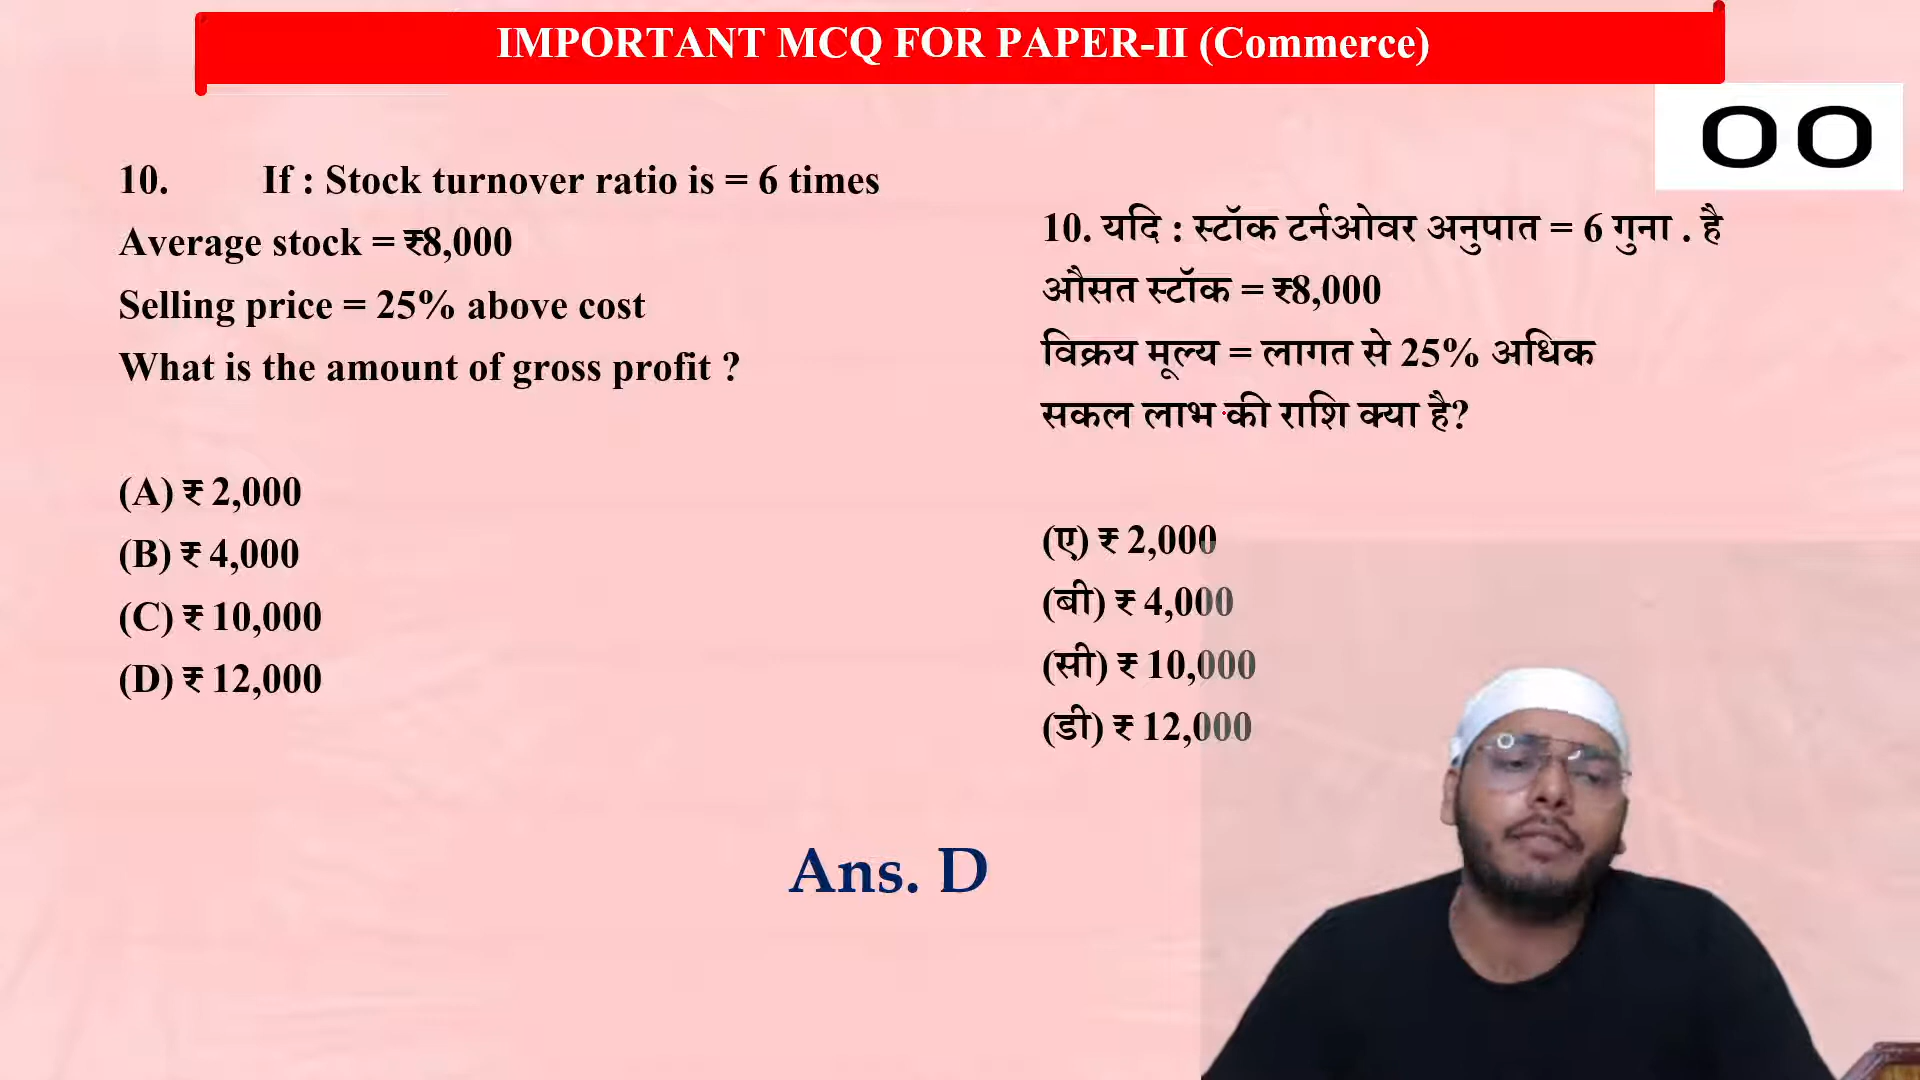 IMPORTANT MCQ FOR PAPER-II (Commerce)
00
10. If : Stock turnover ratio is = 6 times
Average stock = ₹8,000
Selling price = 25% above cost
What is the amount of gross profit ?
(A) ₹ 2,000
(B) ₹ 4,000
(C) ₹ 10,000
(D) ₹ 12,000
10. यदि : स्टॉक टर्नओवर अनुपात = 6 गुना . है
औसत स्टॉक = ₹8,000
विक्रय मूल्य = लागत से 25% अधिक
सकल लाभ की राशि क्या है?
(ए) ₹ 2,000
(बी) ₹ 4,000
(सी) ₹ 10,000
(डी) ₹ 12,000
Ans. D